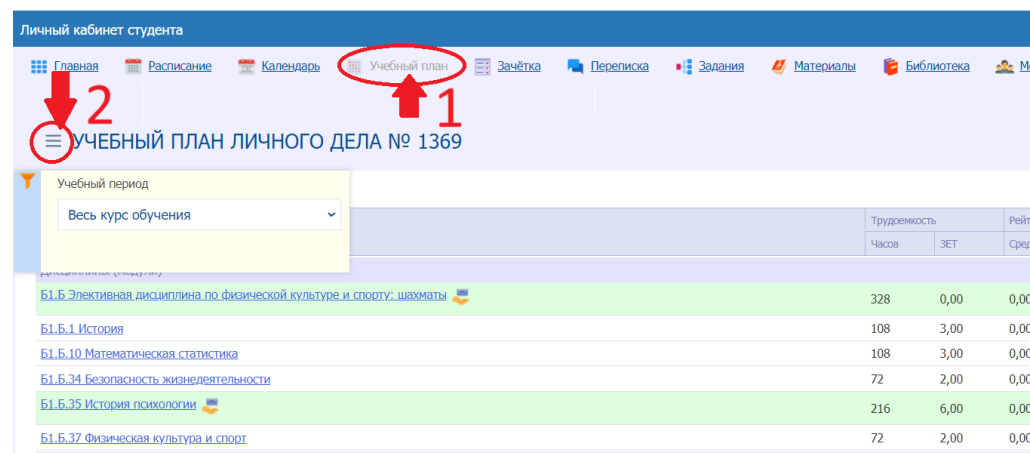 Личный кабинет студента
Главная Расписание Календарь Учебный план Зачётка Переписка Задания Материалы Библиотека
2 1
УЧЕБНЫЙ ПЛАН ЛИЧНОГО ДЕЛА № 1369
Учебный период
Весь курс обучения
Трудоемкость Рейт
Часов ЗЕТ Сред
Дисциплины (модули)
Б1.Б Элективная дисциплина по физической культуре и спорту: шахматы 328 0,00 0,00
Б1.Б.1 История 108 3,00 0,00
Б1.Б.10 Математическая статистика 108 3,00 0,00
Б1.Б.34 Безопасность жизнедеятельности 72 2,00 0,00
Б1.Б.35 История психологии 216 6,00 0,00
Б1.Б.37 Физическая культура и спорт 72 2,00 0,00